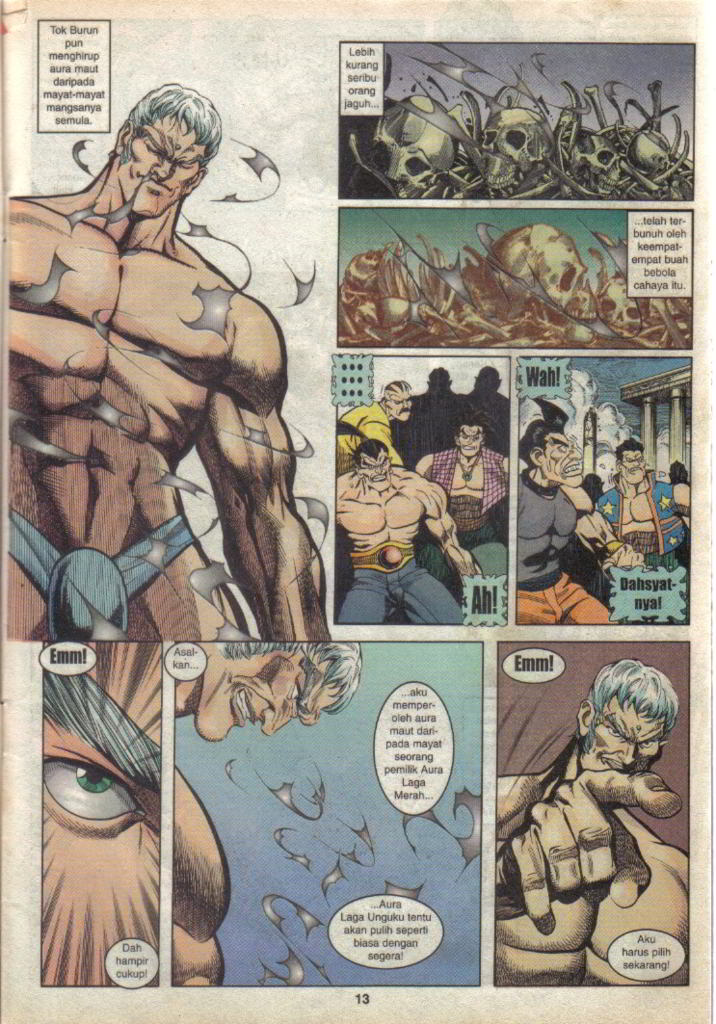 Tok Burun
pun
menghirup
aura maut
daripada
mayat-mayat
mangsanya
semula.
Lebih
kurang
seribu
orang
jaguh...
...telah ter-
bunuh oleh
keempat-
empat buah
bebola
cahaya itu.
Ah!
Wah!
Dahsyat-
nya!
Emm!
Dah
hampir
cukup!
Asal-
kan...
...aku
memper-
oleh aura
maut dari-
pada mayat
seorang
pemilik Aura
Laga
Merah...
...Aura
Laga Unguku tentu
akan pulih seperti
biasa dengan
segera!
Emm!
Aku
harus pilih
sekarang!
13